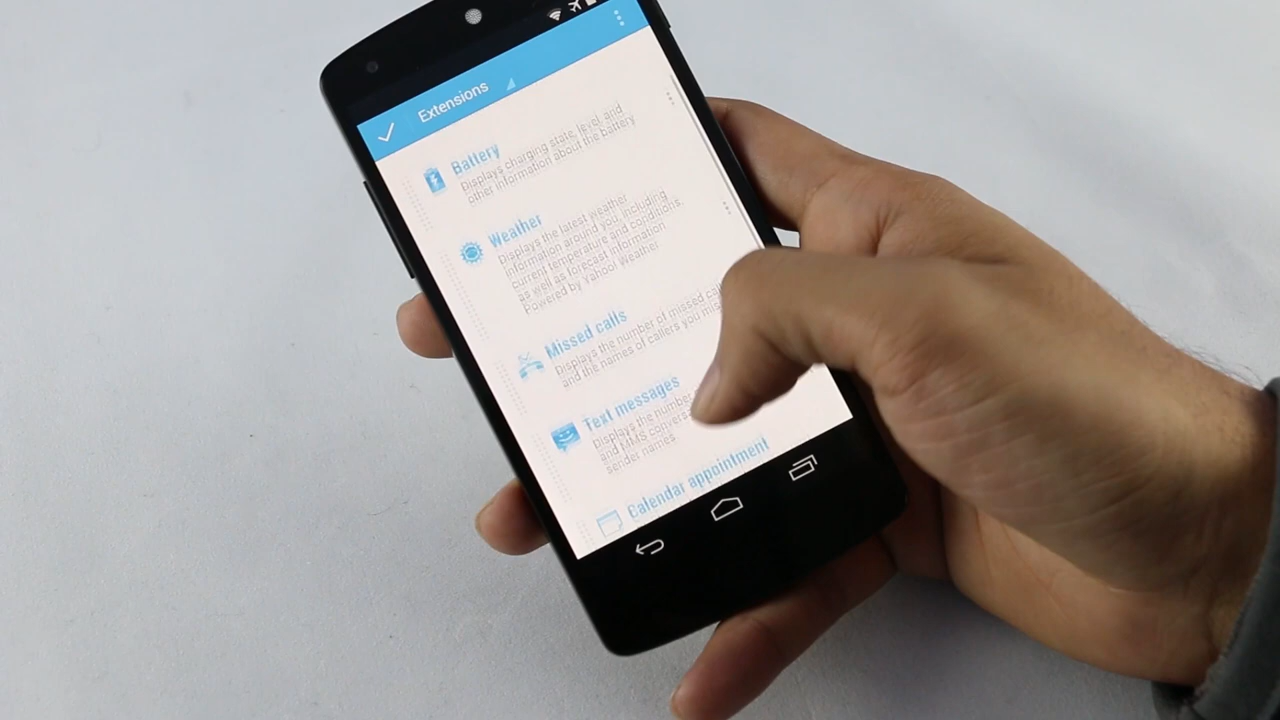 Extensions
Battery
Displays charging state, level and
other information about the battery
Weather
Displays the latest weather
information around you, including
current temperature and conditions,
as well as forecast information
Powered by Yahoo! Weather
Missed calls
Displays the number of missed
and the names of callers you
Text messages
Displays the number
and MMS
sender names
Calendar appointment